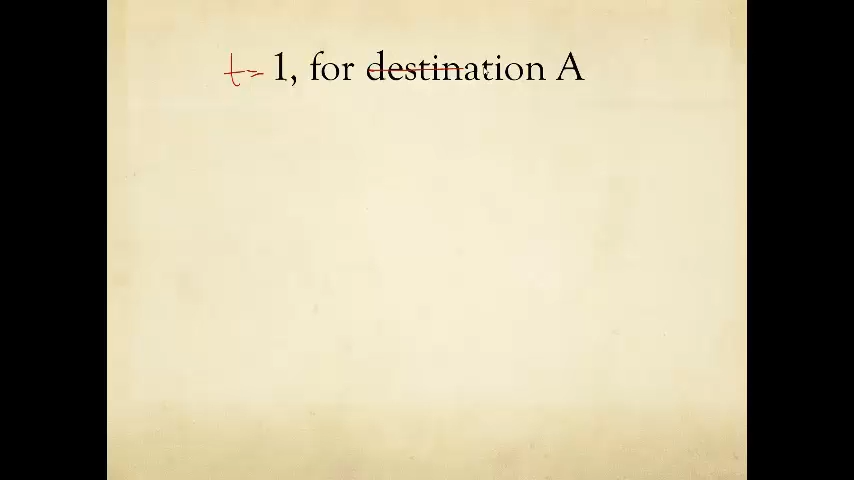 t= 1, for destination A